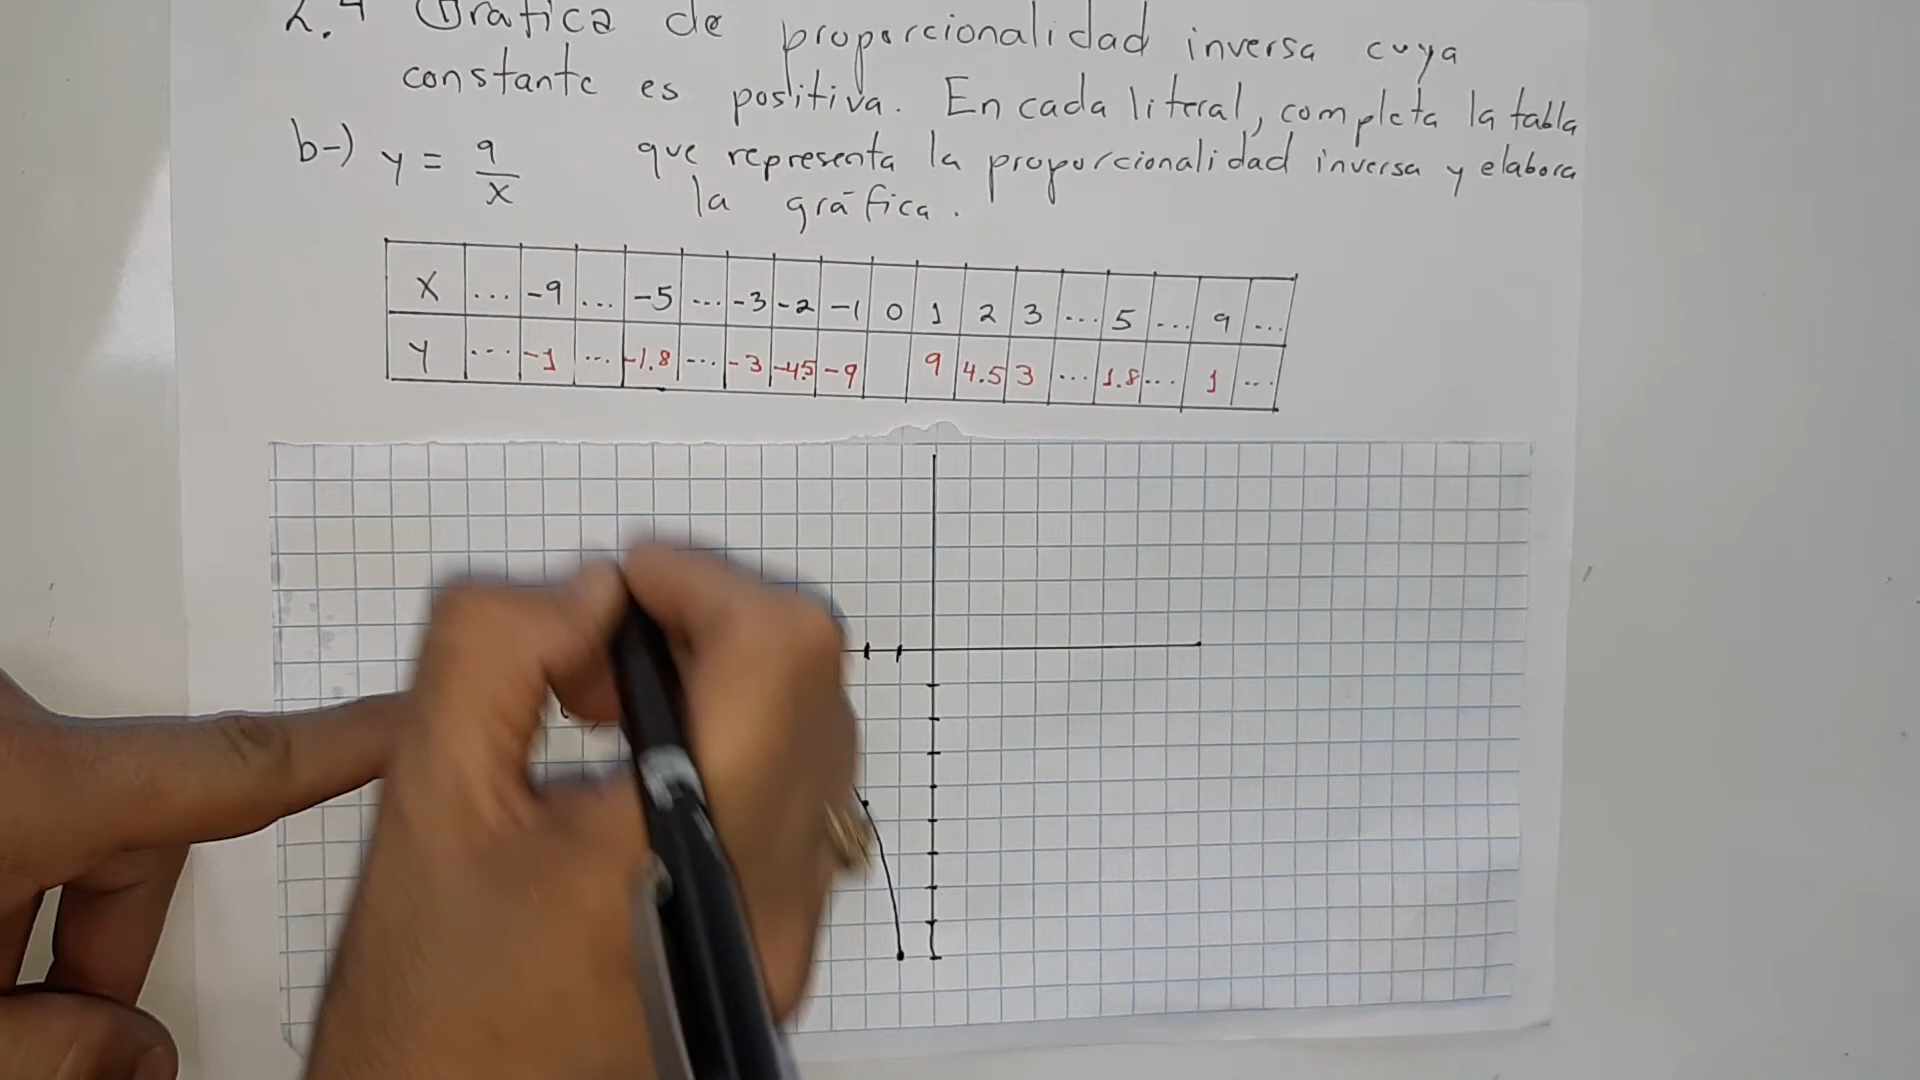 2.4 Gráfica de proporcionalidad inversa cuya
constante es positiva. En cada literal, completa la tabla
b-) y = 9/x que representa la proporcionalidad inversa y elabora
la gráfica.
X ... -9 ... -5 ... -3 -2 -1 0 1 2 3 ... 5 ... 9 ...
Y ... -1 ... -1.8 ... -3 -4.5 -9 9 4.5 3 ... 1.8 ... 1 ...